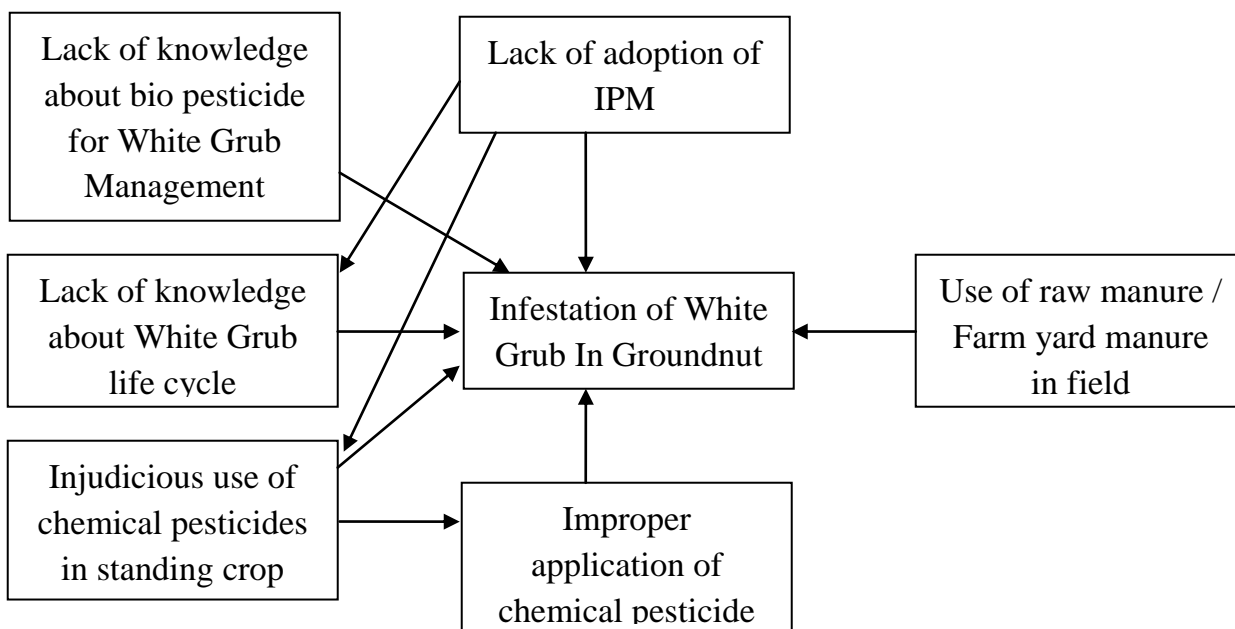 Lack of knowledge
about bio pesticide
for White Grub
Management
Lack of adoption of
IPM
Lack of knowledge
about White Grub
life cycle
Infestation of White
Grub In Groundnut
Use of raw manure /
Farm yard manure
in field
Injudicious use of
chemical pesticides
in standing crop
Improper
application of
chemical pesticide